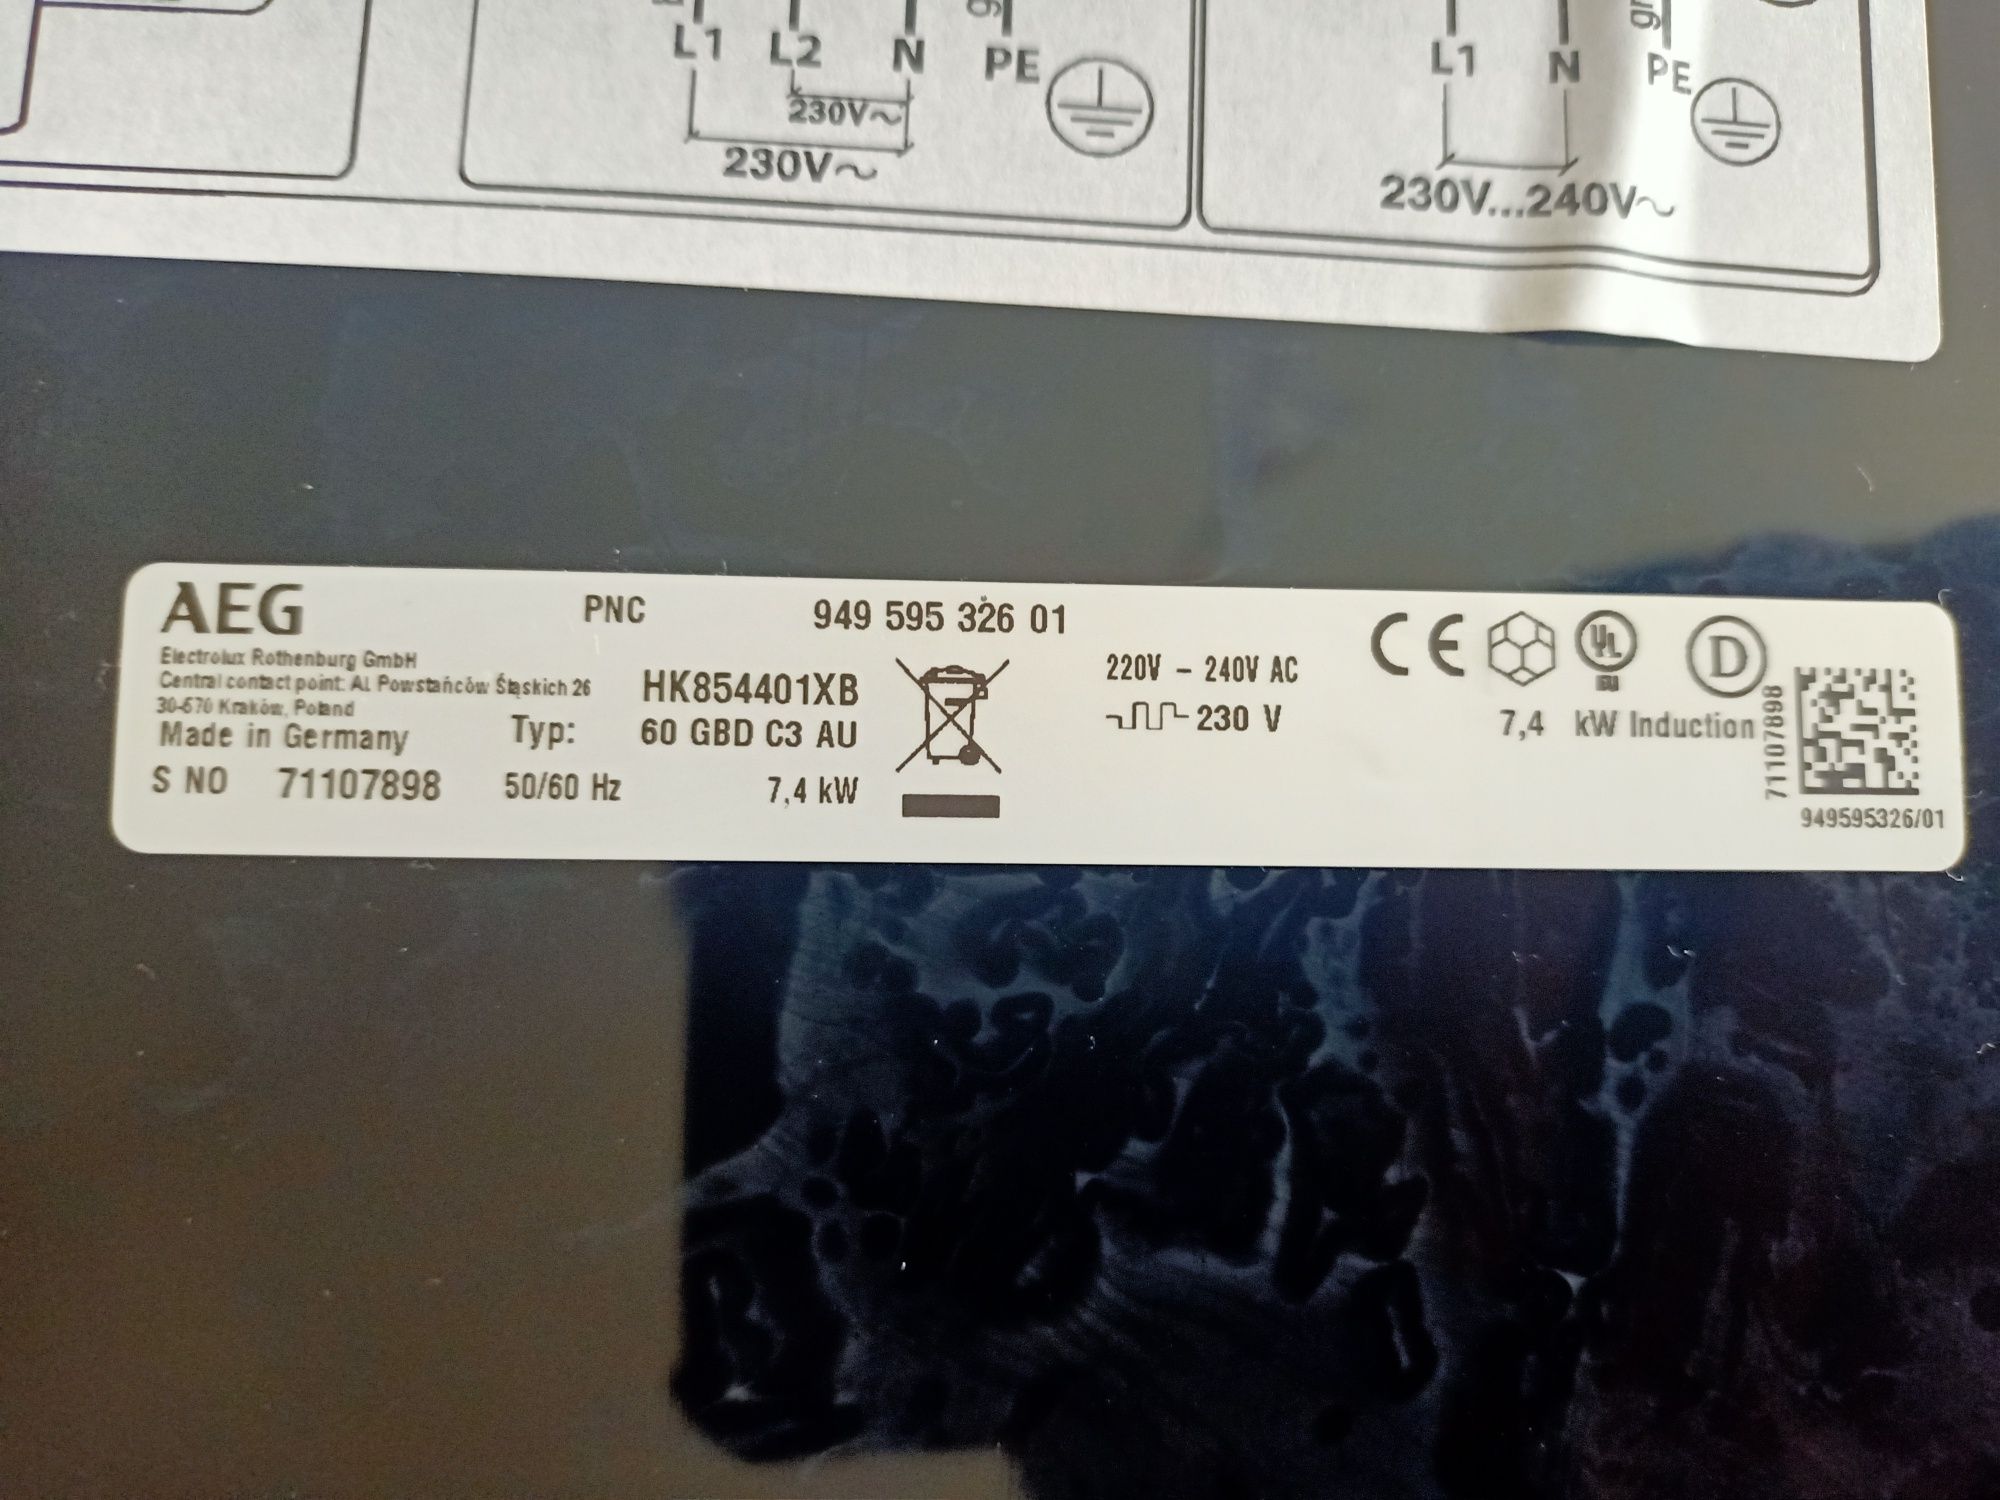 L1 L2 N PE
230V~
230V~
L1 N PE
230V...240V~
AEG
PNC 949 595 326 01
Electrolux Rothenburg GmbH
Central contact point: Al. Powstańców Śląskich 26
30-570 Kraków, Poland
Made in Germany
HK854401XB
Typ: 60 GBD C3 AU
S NO 71107898
50/60 Hz 7,4 kW
220V - 240V AC
230 V
CE
UL
D
7,4 kW Induction
71107898
949595326/01